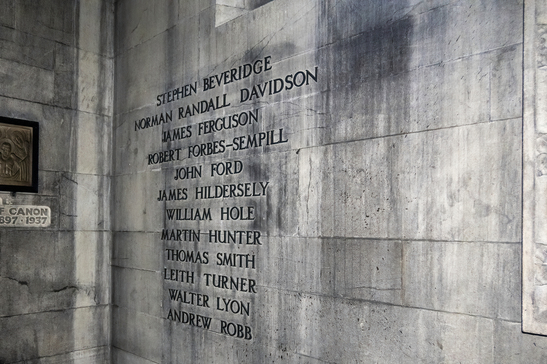 STEPHEN BEVERIDGE
NORMAN RANDALL DAVIDSON
JAMES FERGUSON
ROBERT FORBES-SEMPILL
JOHN FORD
JAMES HILDERSELY
WILLIAM HOLE
MARTIN HUNTER
THOMAS SMITH
LEITH TURNER
WALTER LYON
ANDREW ROBB
F CANON
897 · 1937